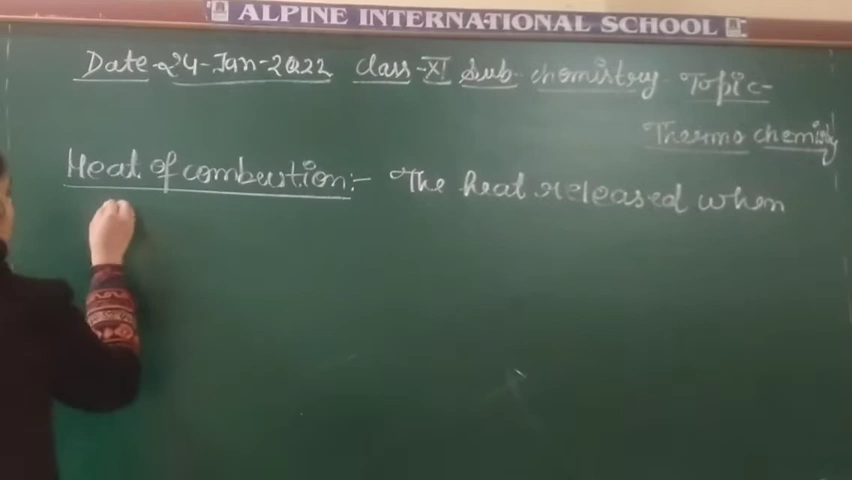 ALPINE INTERNATIONAL SCHOOL
Date - 24-Jan-2022 Class-XI Sub- chemistry Topic-
Thermo chemistry
Heat of combustion:- The heat released when